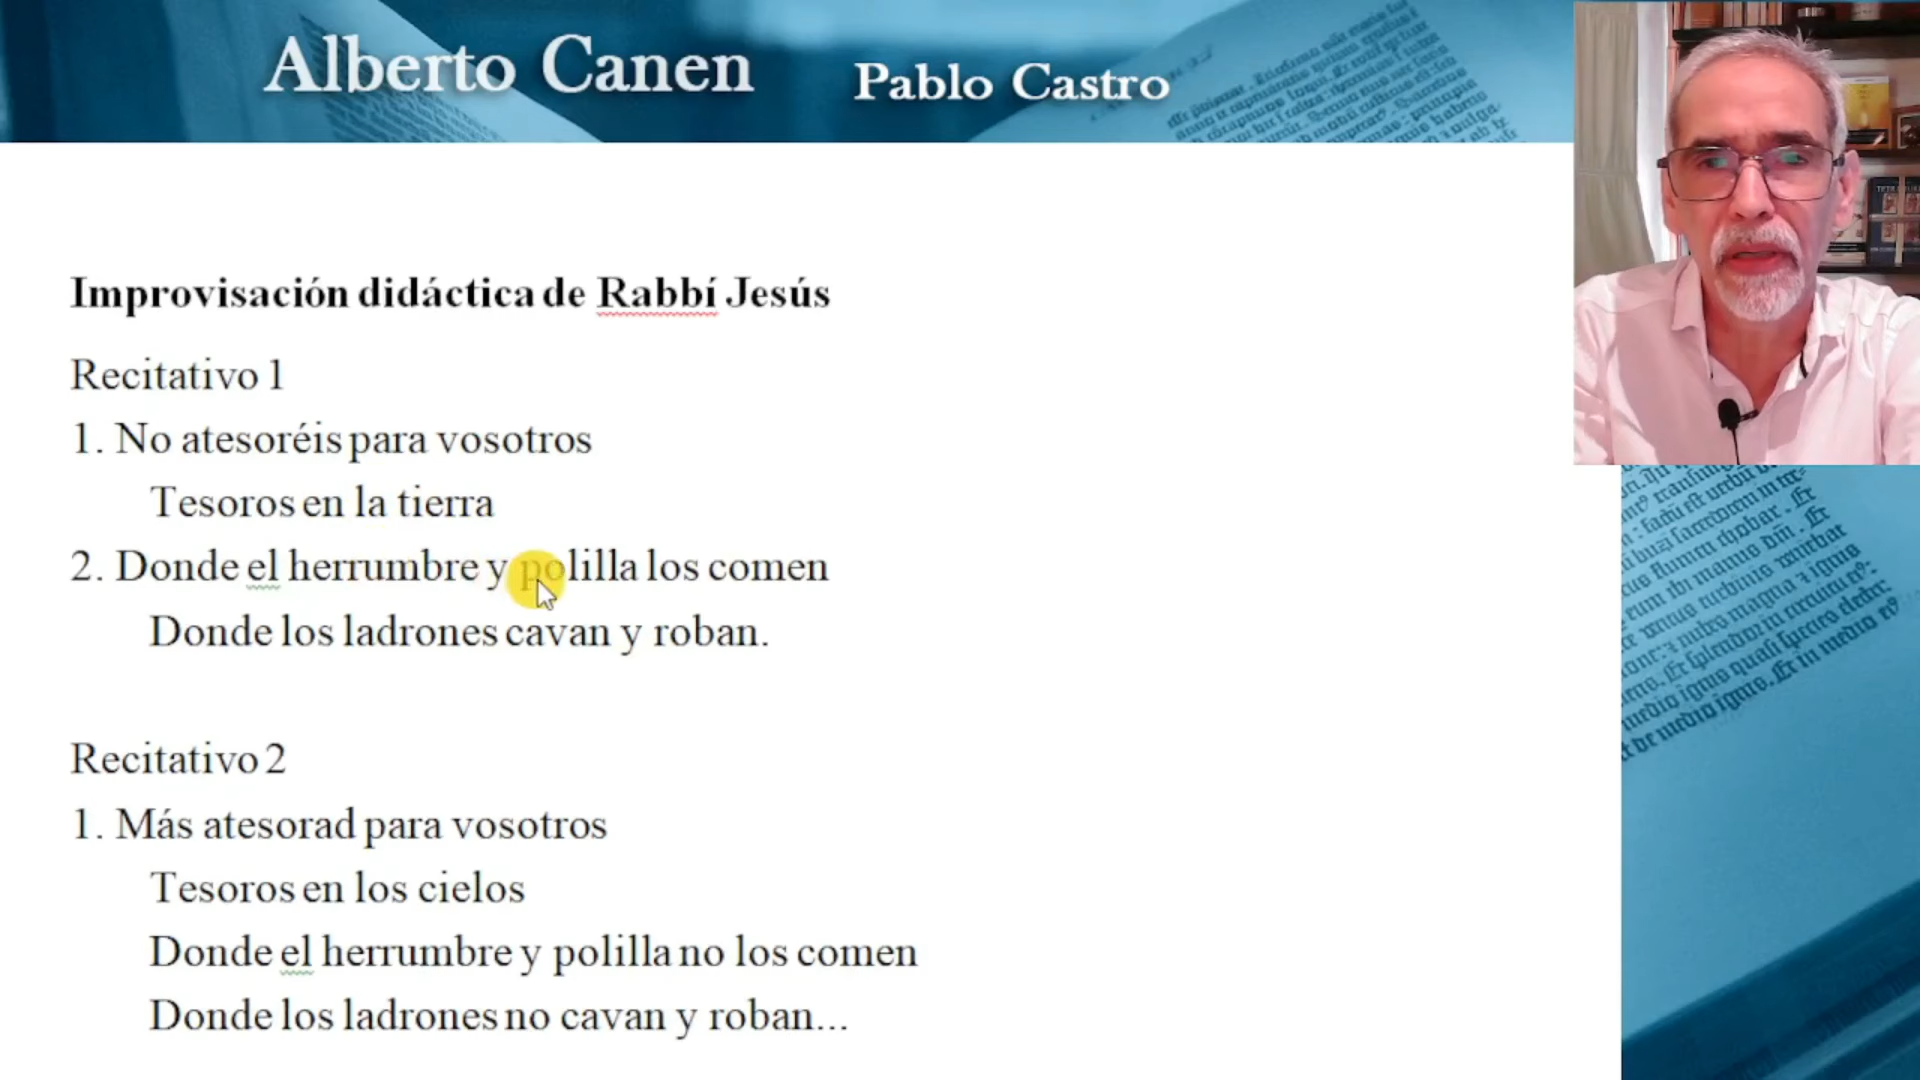 Alberto Canen
Pablo Castro
Improvisación didáctica de Rabbí Jesús
Recitativo 1
1. No atesoréis para vosotros
Tesoros en la tierra
2. Donde el herrumbre y polilla los comen
Donde los ladrones cavan y roban.
Recitativo 2
1. Más atesorad para vosotros
Tesoros en los cielos
Donde el herrumbre y polilla no los comen
Donde los ladrones no cavan y roban...